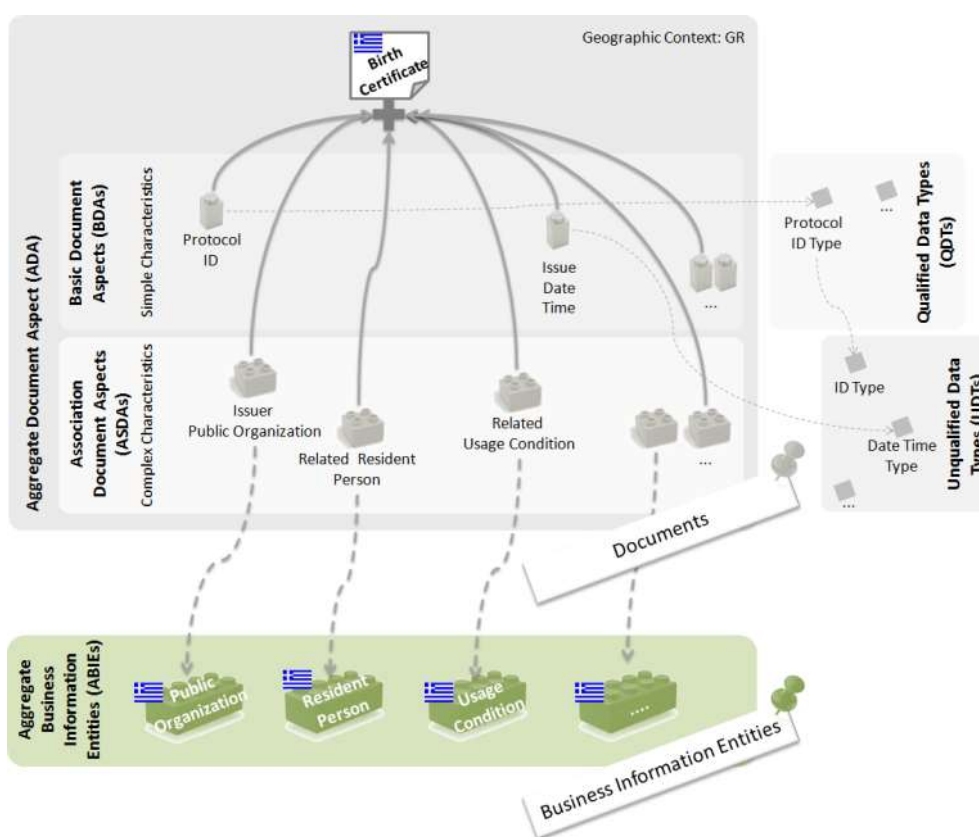 Geographic Context: GR
Birth
Certificate
Aggregate Document Aspect (ADA)
Basic Document
Aspects (BDAs)
Simple Characteristics
Protocol
ID
Issue
Date
Time
...
Protocol
ID Type
...
Qualified Data Types
(QDTs)
Association
Document Aspects
(ASDAs)
Complex Characteristics
Issuer
Public Organization
Related Resident
Person
Related
Usage Condition
...
ID Type
Date Time
Type
...
Unqualified Data
Types (IDTs)
Documents
Aggregate
Business
Information
Entities (ABIEs)
Public
Organization
Resident
Person
Usage
Condition
....
Business Information Entities